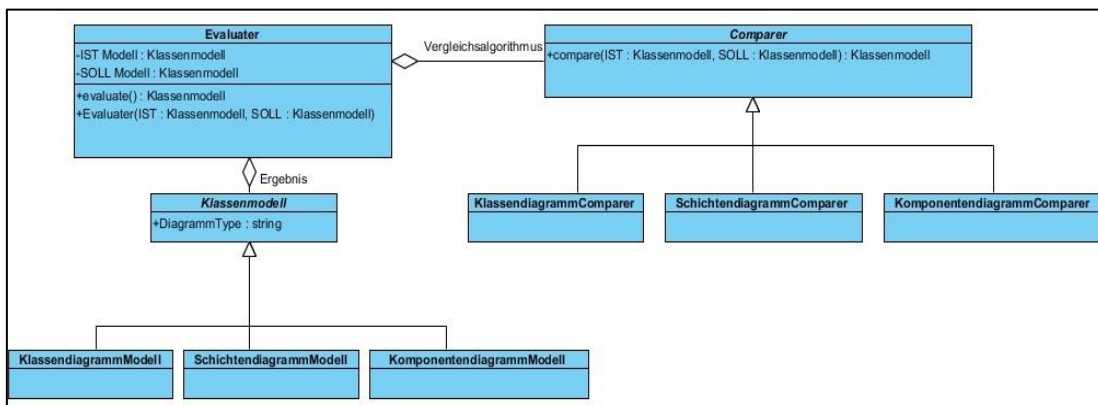 Evaluater
-IST Modell : Klassenmodell
-SOLL Modell : Klassenmodell
+evaluate() : Klassenmodell
+Evaluater(IST : Klassenmodell, SOLL : Klassenmodell)
Vergleichsalgorithmus
Comparer
+compare(IST : Klassenmodell, SOLL : Klassenmodell) : Klassenmodell
Ergebnis
Klassenmodell
+DiagrammType : string
KlassendiagrammComparer
SchichtendiagrammComparer
KomponentendiagrammComparer
KlassendiagrammModell
SchichtendiagrammModell
KomponentendiagrammModell